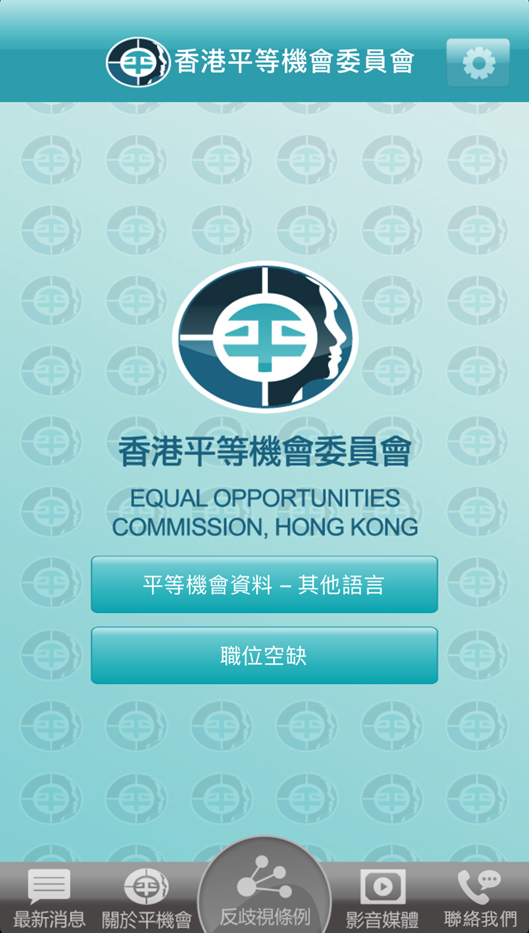 香港平等機會委員會
平
香港平等機會委員會
EQUAL OPPORTUNITIES
COMMISSION, HONG KONG
平等機會資料 – 其他語言
職位空缺
最新消息
關於平機會
反歧視條例
影音媒體
聯絡我們